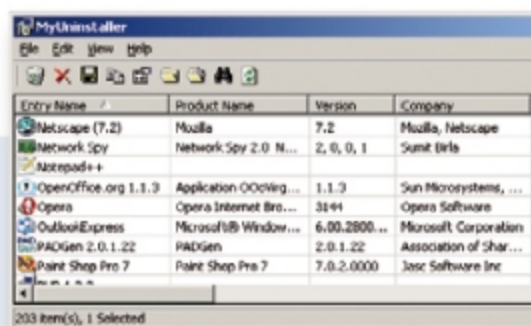 MyUninstaller
File Edit View Help
Entry Name / Product Name Version Company
Netscape (7.2) Mozilla 7.2 Mozilla, Netscape
Network Spy Network Spy 2.0 N... 2, 0, 0, 1 Sumit Birla
Notepad++
OpenOffice.org 1.1.3 Application OOoVirg... 1.1.3 Sun Microsystems, ...
Opera Opera Internet Bro... 3144 Opera Software
OutlookExpress Microsoft® Window... 6.00.2800... Microsoft Corporation
PADGen 2.0.1.22 PADGen 2.0.1.22 Association of Shar...
Paint Shop Pro 7 Paint Shop Pro 7 7.0.2.0000 Jasc Software Inc
203 item(s), 1 Selected